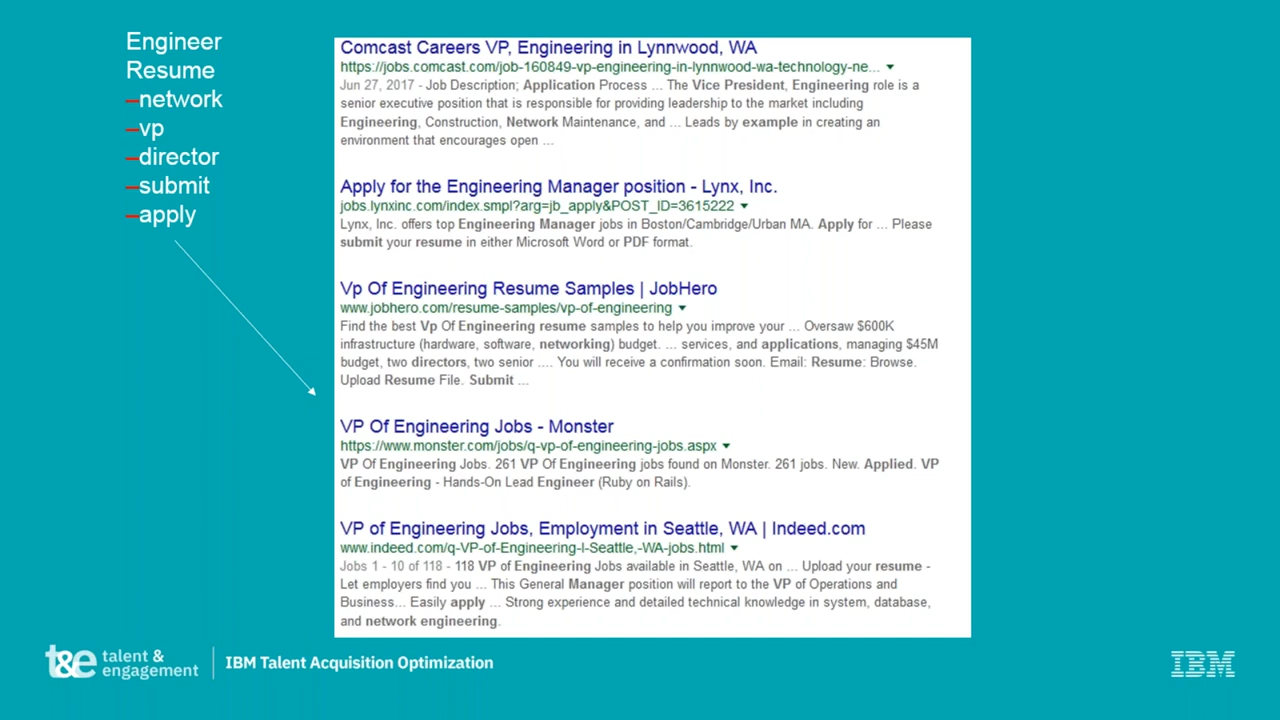 Engineer
Resume
–network
–vp
–director
–submit
–apply
Comcast Careers VP, Engineering in Lynnwood, WA
https://jobs.comcast.com/job-160849-vp-engineering-in-lynnwood-wa-technology-ne...
Jun 27, 2017 - Job Description; Application Process ... The Vice President, Engineering role is a
senior executive position that is responsible for providing leadership to the market including
Engineering, Construction, Network Maintenance, and ... Leads by example in creating an
environment that encourages open ...
Apply for the Engineering Manager position - Lynx, Inc.
jobs.lynxinc.com/index.smpl?arg=jb_apply&POST_ID=3615222
Lynx, Inc. offers top Engineering Manager jobs in Boston/Cambridge/Urban MA. Apply for ... Please
submit your resume in either Microsoft Word or PDF format.
Vp Of Engineering Resume Samples | JobHero
www.jobhero.com/resume-samples/vp-of-engineering
Find the best Vp Of Engineering resume samples to help you improve your ... Oversaw $600K
infrastructure (hardware, software, networking) budget. ... services, and applications, managing $45M
budget, two directors, two senior .... You will receive a confirmation soon. Email: Resume: Browse.
Upload Resume File. Submit ...
VP Of Engineering Jobs - Monster
https://www.monster.com/jobs/q-vp-of-engineering-jobs.aspx
VP Of Engineering Jobs. 261 VP Of Engineering jobs found on Monster. 261 jobs. New. Applied. VP
of Engineering - Hands-On Lead Engineer (Ruby on Rails).
VP of Engineering Jobs, Employment in Seattle, WA | Indeed.com
www.indeed.com/q-VP-of-Engineering-l-Seattle,-WA-jobs.html
Jobs 1 - 10 of 118 - 118 VP of Engineering Jobs available in Seattle, WA on ... Upload your resume -
Let employers find you ... This General Manager position will report to the VP of Operations and
Business... Easily apply ... Strong experience and detailed technical knowledge in system, database,
and network engineering.
t&e talent &
engagement
IBM Talent Acquisition Optimization
IBM